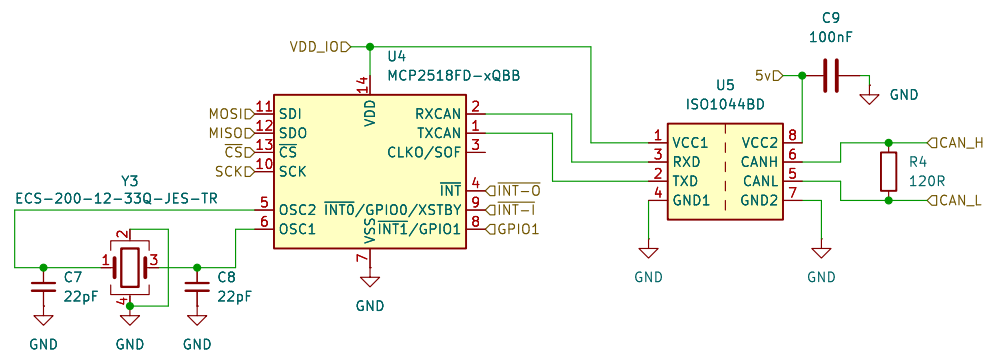 C9
100nF
VDD_IO
U4
MCP2518FD-xQBB
5v
GND
U5
ISO1044BD
14
VDD
MOSI 11 SDI
RXCAN 2
MISO 12 SDO
TXCAN 1
CS 13 CS
CLKO/SOF 3
SCK 10 SCK
INT 4 INT-0
5 OSC2
INT0/GPIO0/XSTBY 9 INT-I
6 OSC1
INT1/GPIO1 8 GPIO1
VSS
7
GND
1 VCC1 VCC2 8
3 RXD CANH 6
2 TXD CANL 5
4 GND1 GND2 7
CAN_H
R4
120R
CAN_L
GND
GND
Y3
ECS-200-12-33Q-JES-TR
2
1
3
4
C7
22pF
C8
22pF
GND
GND
GND